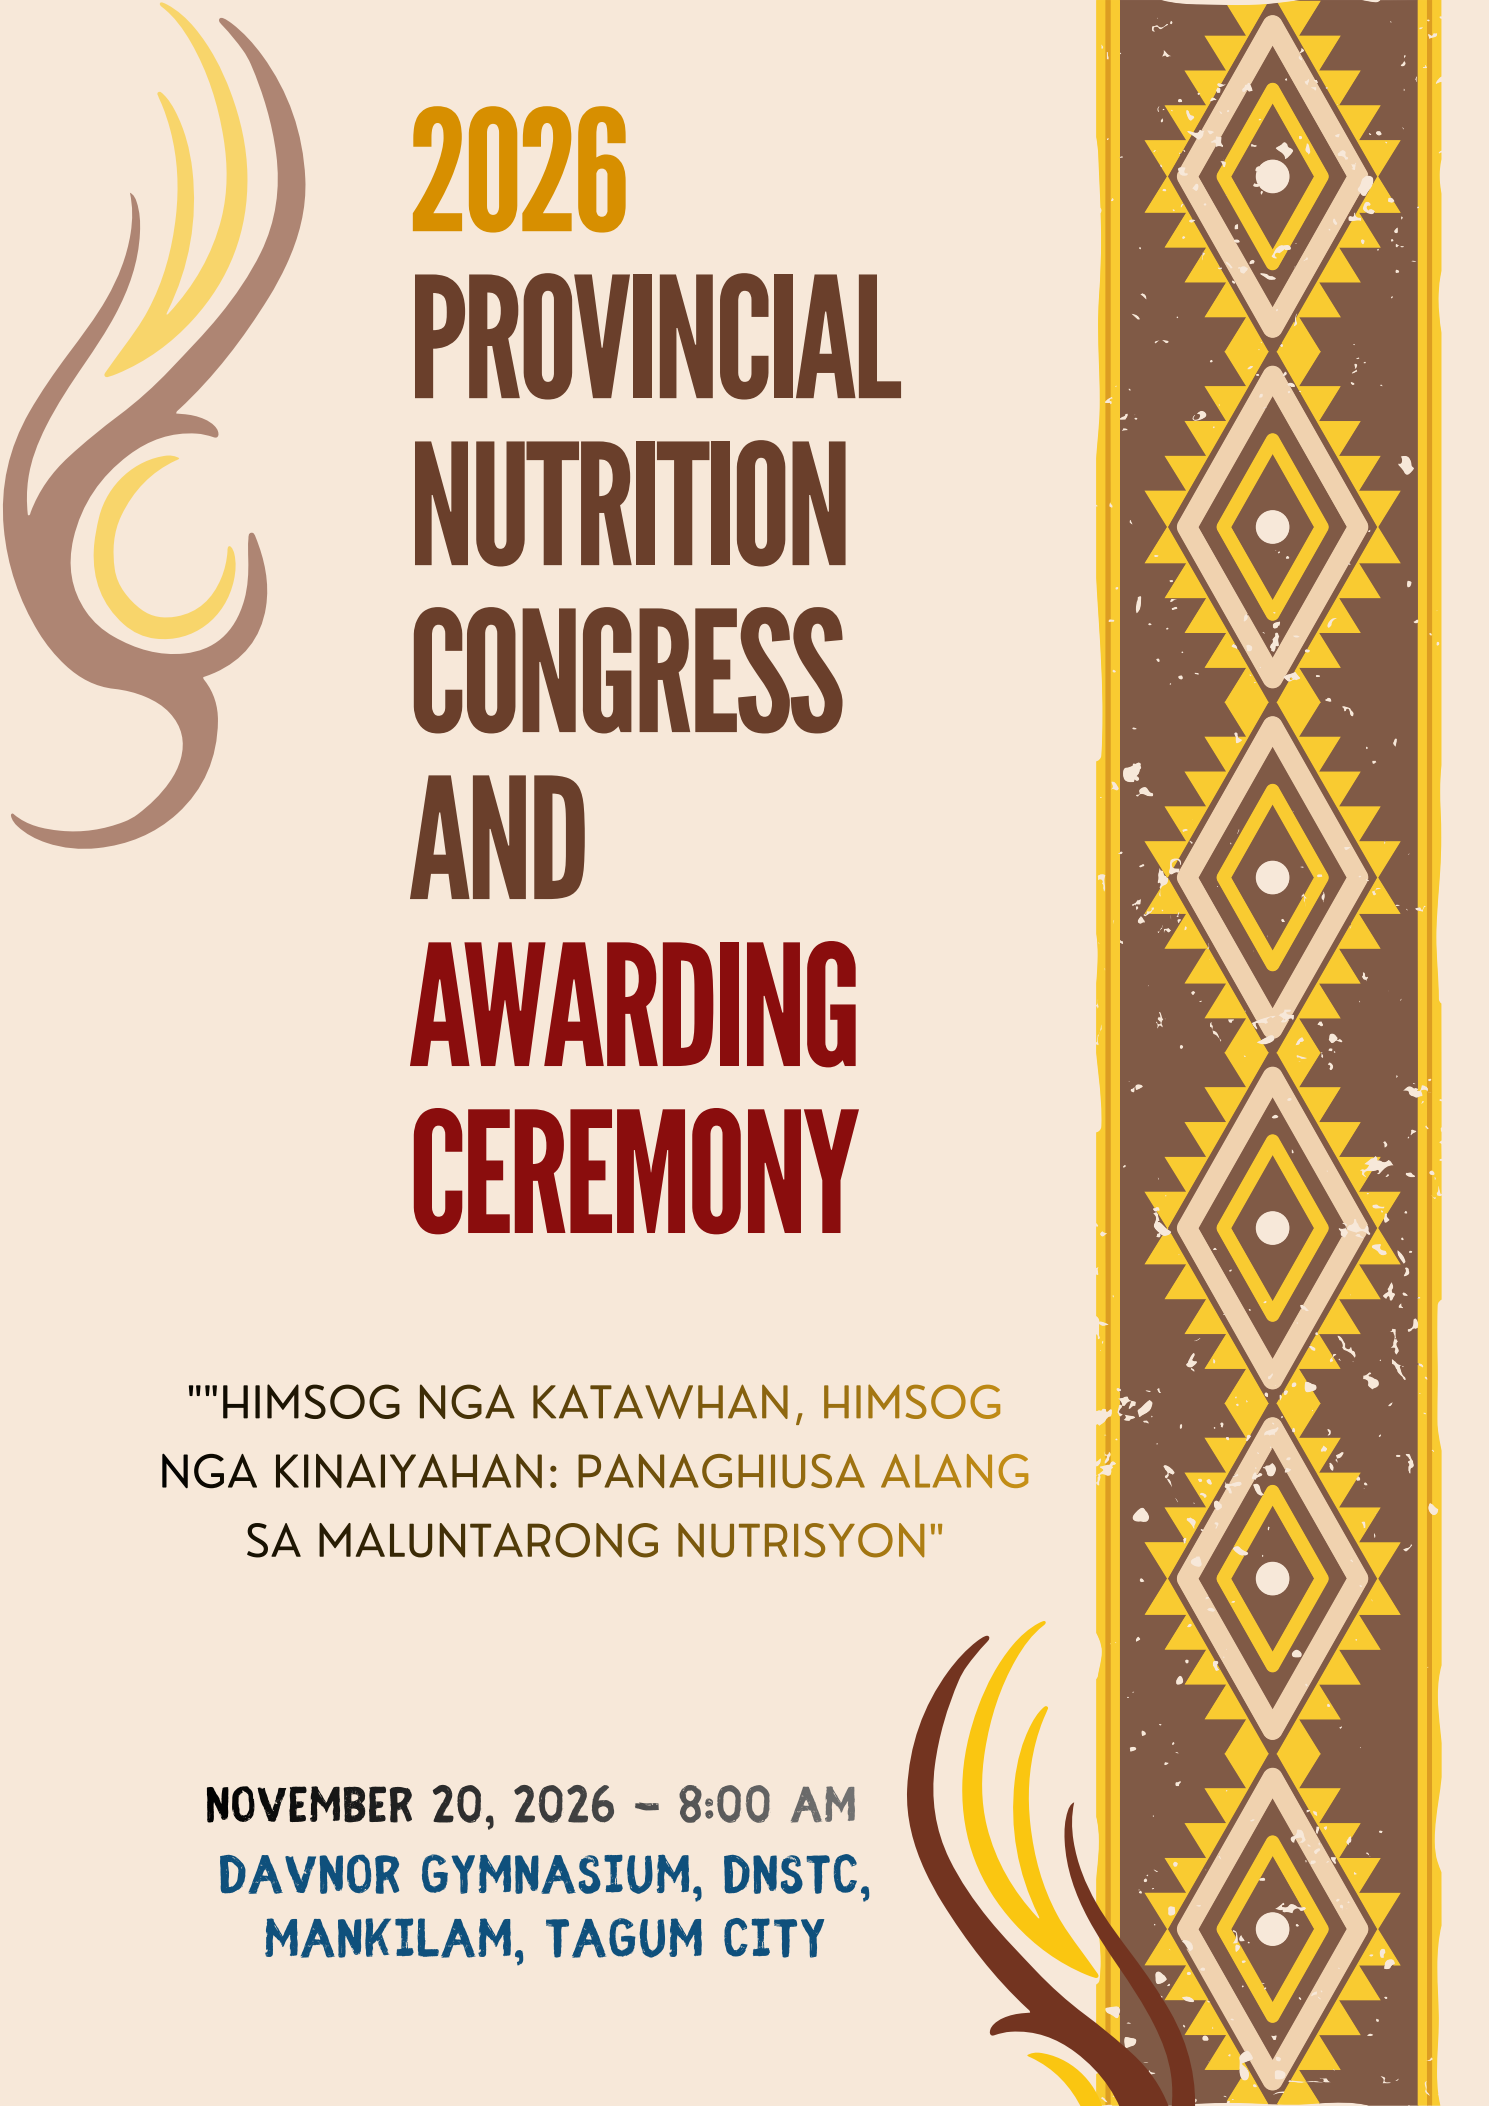 2026
PROVINCIAL
NUTRITION
CONGRESS
AND
AWARDING
CEREMONY
""HIMSOG NGA KATAWHAN, HIMSOG
NGA KINAIYAHAN: PANAGHIUSA ALANG
SA MALUNTARONG NUTRISYON"
NOVEMBER 20, 2026 – 8:00 AM
DAVNOR GYMNASIUM, DNSTC,
MANKILAM, TAGUM CITY